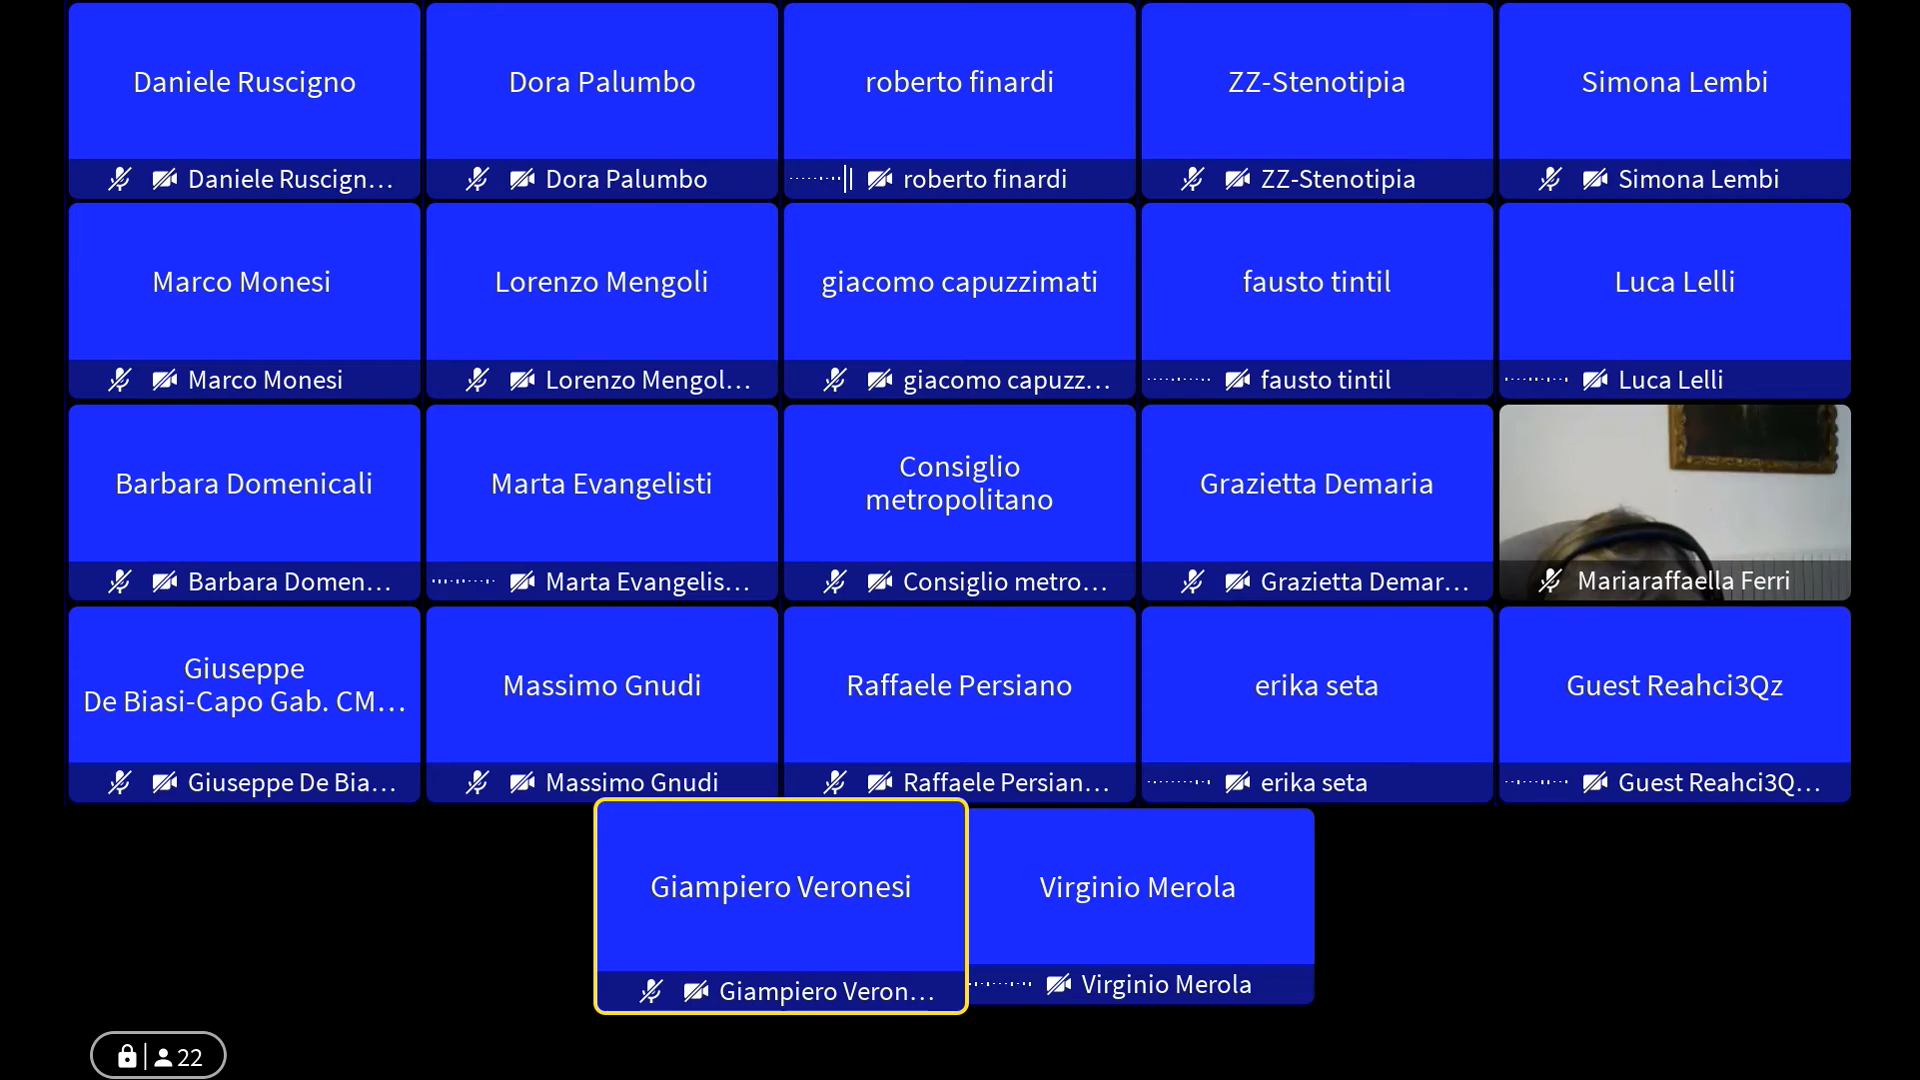 Daniele Ruscigno
Daniele Ruscign...
Dora Palumbo
Dora Palumbo
roberto finardi
roberto finardi
ZZ-Stenotipia
ZZ-Stenotipia
Simona Lembi
Simona Lembi
Marco Monesi
Marco Monesi
Lorenzo Mengoli
Lorenzo Mengol...
giacomo capuzzimati
giacomo capuzz...
fausto tintil
fausto tintil
Luca Lelli
Luca Lelli
Barbara Domenicali
Barbara Domen...
Marta Evangelisti
Marta Evangelis...
Consiglio
metropolitano
Consiglio metro...
Grazietta Demaria
Grazietta Demar...
Mariaraffaella Ferri
Giuseppe
De Biasi-Capo Gab. CM...
Giuseppe De Bia...
Massimo Gnudi
Massimo Gnudi
Raffaele Persiano
Raffaele Persian...
erika seta
erika seta
Guest Reahci3Qz
Guest Reahci3Q...
Giampiero Veronesi
Giampiero Veron...
Virginio Merola
Virginio Merola
22